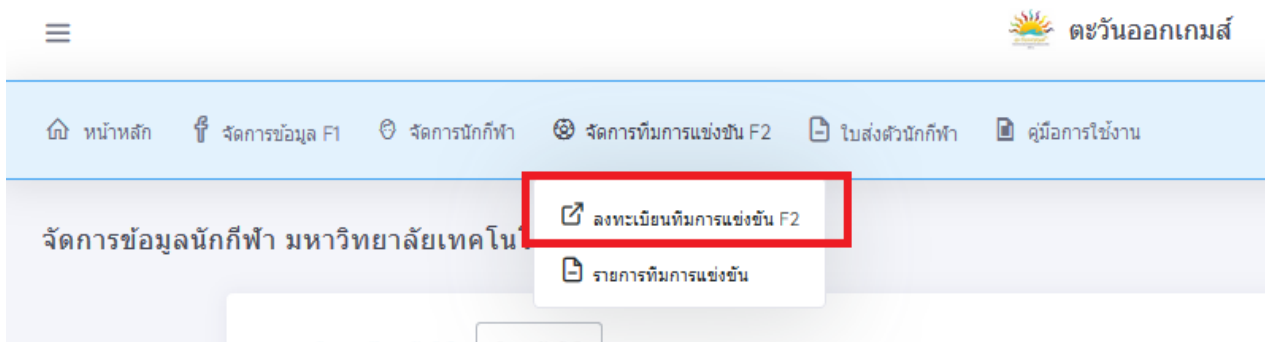 ตะวันออกเกมส์
หน้าหลัก จัดการข้อมูล F1 จัดการนักกีฬา จัดการทีมการแข่งขัน F2 ใบส่งตัวนักกีฬา คู่มือการใช้งาน
ลงทะเบียนทีมการแข่งขัน F2
จัดการข้อมูลนักกีฬา มหาวิทยาลัยเทคโน
รายการทีมการแข่งขัน